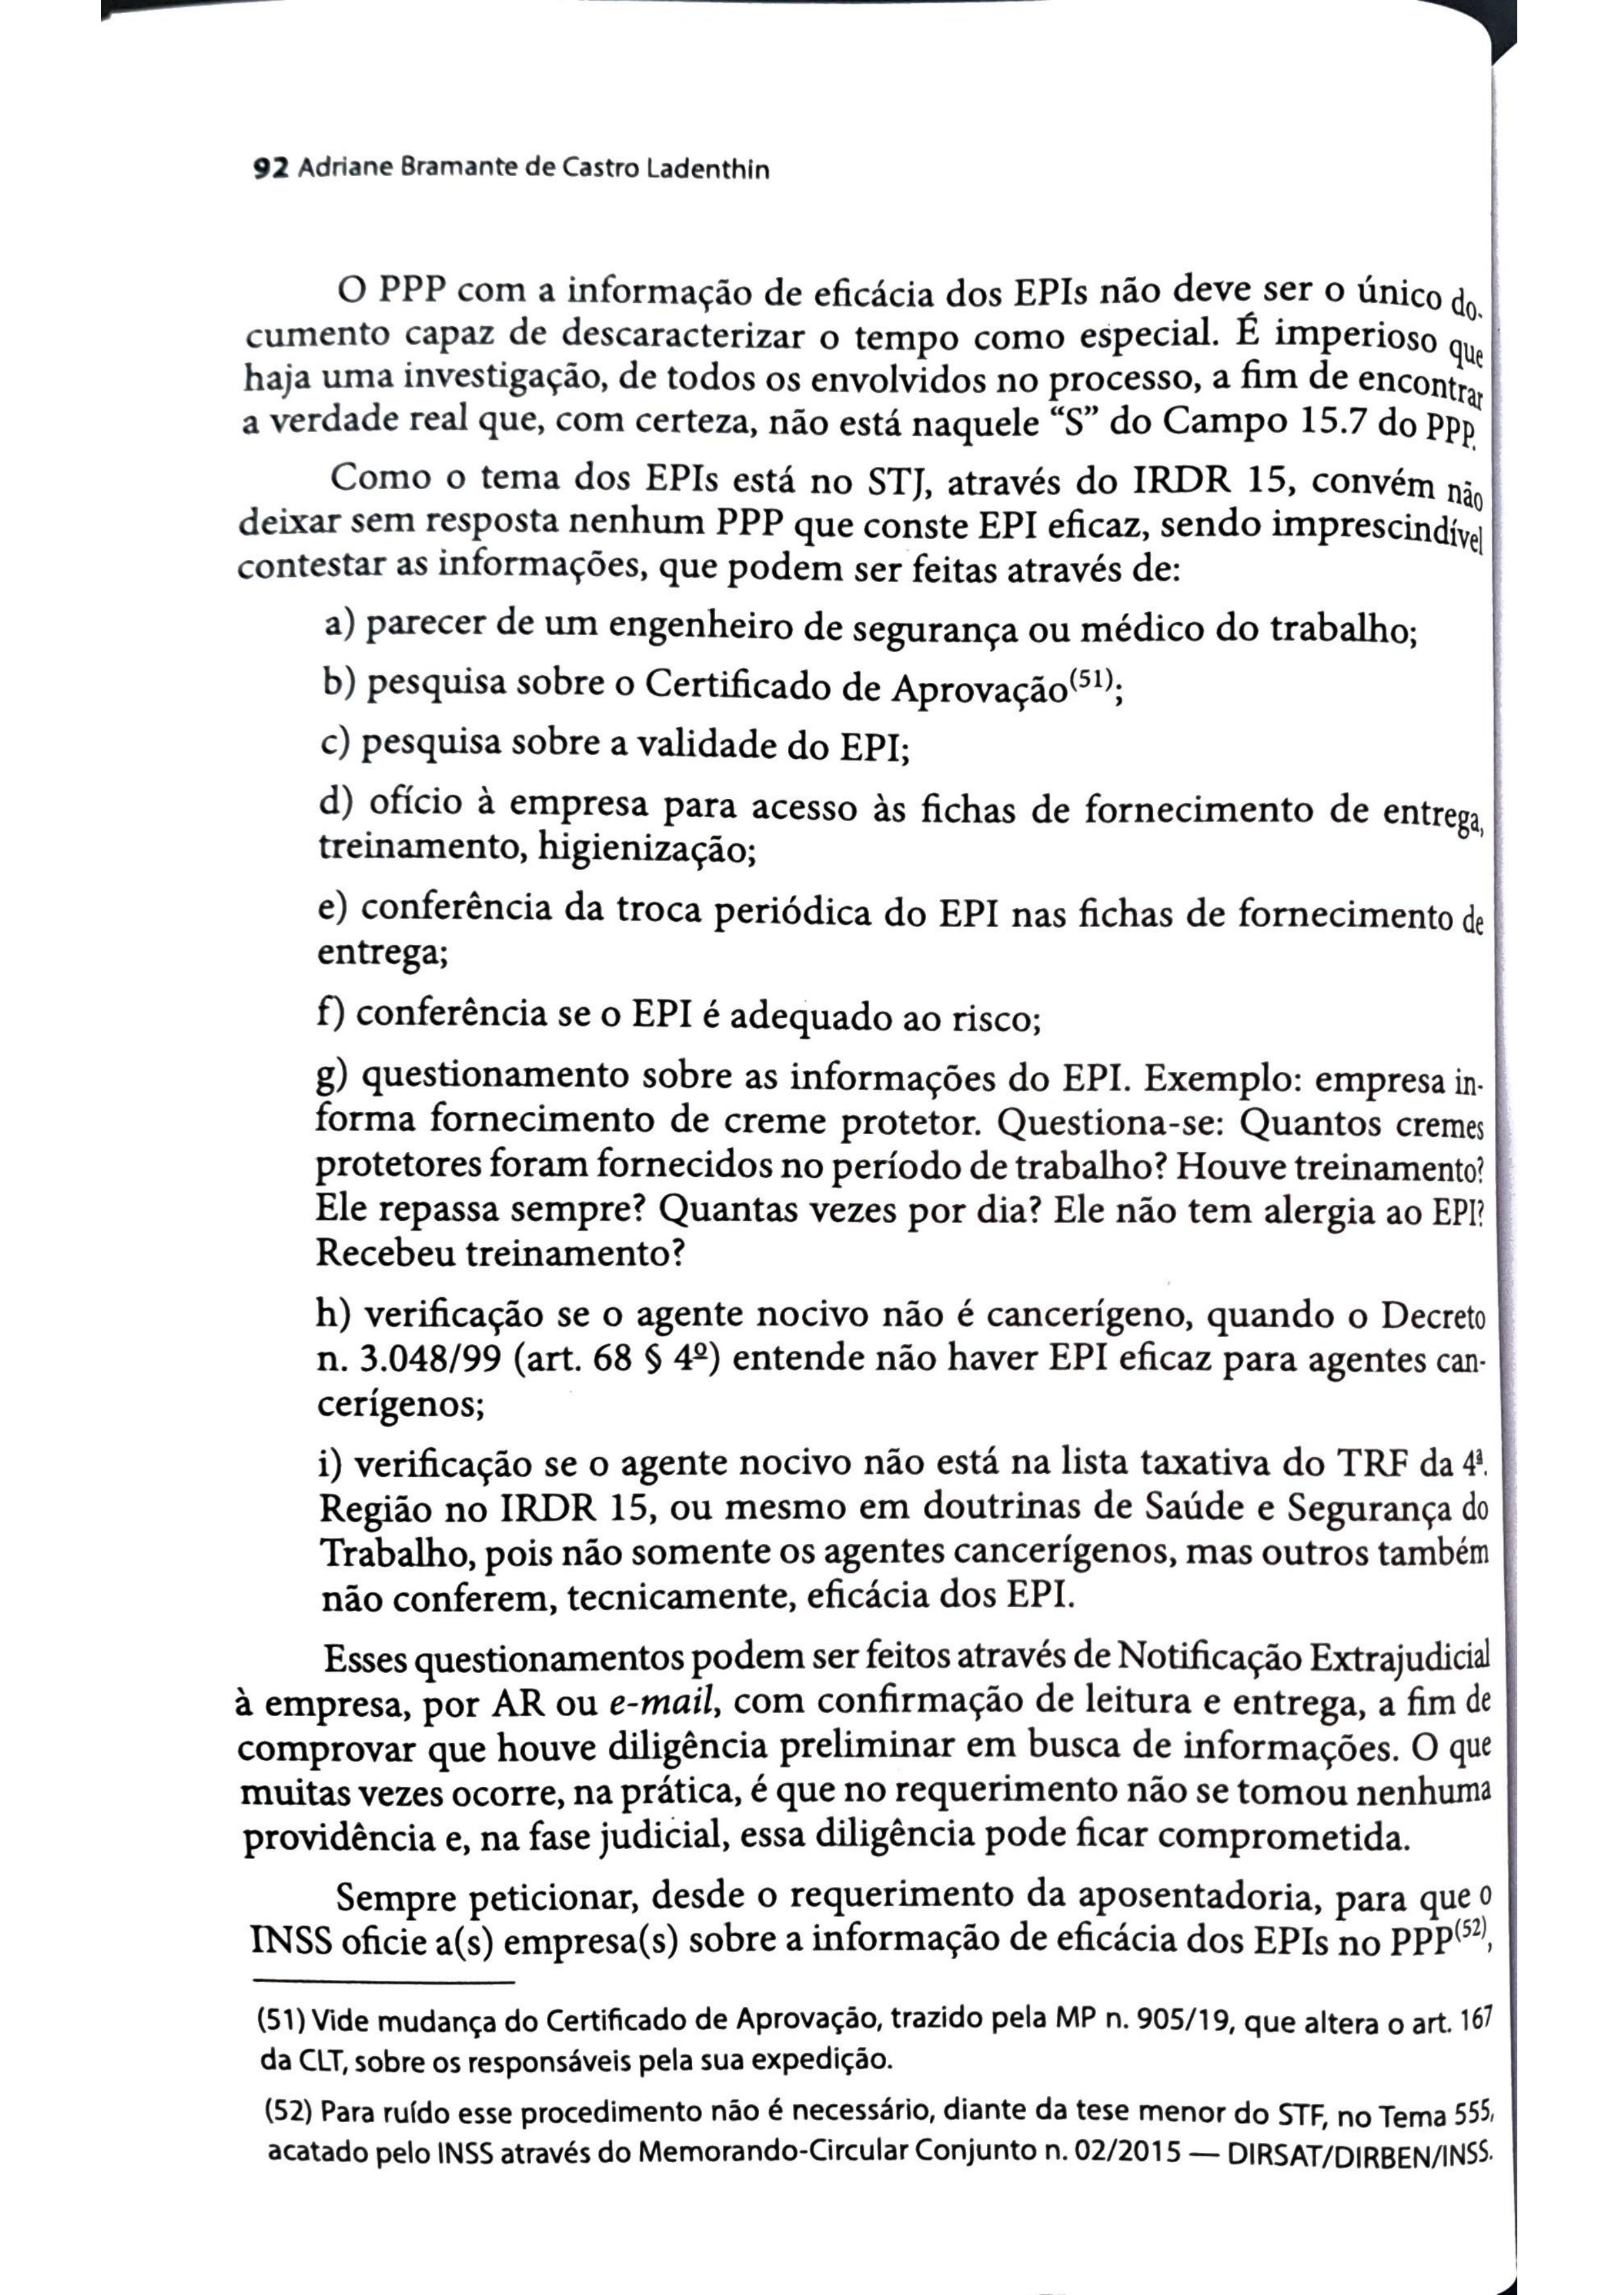 92 Adriane Bramante de Castro Ladenthin
O PPP com a informação de eficácia dos EPIs não deve ser o único do-
cumento capaz de descaracterizar o tempo como especial. É imperioso que
haja uma investigação, de todos os envolvidos no processo, a fim de encontrar
a verdade real que, com certeza, não está naquele “S” do Campo 15.7 do PPP.
Como o tema dos EPIs está no STJ, através do IRDR 15, convém não
deixar sem resposta nenhum PPP que conste EPI eficaz, sendo imprescindível
contestar as informações, que podem ser feitas através de:
a) parecer de um engenheiro de segurança ou médico do trabalho;
b) pesquisa sobre o Certificado de Aprovação(51);
c) pesquisa sobre a validade do EPI;
d) ofício à empresa para acesso às fichas de fornecimento de entrega,
treinamento, higienização;
e) conferência da troca periódica do EPI nas fichas de fornecimento de
entrega;
f) conferência se o EPI é adequado ao risco;
g) questionamento sobre as informações do EPI. Exemplo: empresa in-
forma fornecimento de creme protetor. Questiona-se: Quantos cremes
protetores foram fornecidos no período de trabalho? Houve treinamento?
Ele repassa sempre? Quantas vezes por dia? Ele não tem alergia ao EPI?
Recebeu treinamento?
h) verificação se o agente nocivo não é cancerígeno, quando o Decreto
n. 3.048/99 (art. 68 § 4º) entende não haver EPI eficaz para agentes can-
cerígenos;
i) verificação se o agente nocivo não está na lista taxativa do TRF da 4ª.
Região no IRDR 15, ou mesmo em doutrinas de Saúde e Segurança do
Trabalho, pois não somente os agentes cancerígenos, mas outros também
não conferem, tecnicamente, eficácia dos EPI.
Esses questionamentos podem ser feitos através de Notificação Extrajudicial
à empresa, por AR ou e-mail, com confirmação de leitura e entrega, a fim de
comprovar que houve diligência preliminar em busca de informações. O que
muitas vezes ocorre, na prática, é que no requerimento não se tomou nenhuma
providência e, na fase judicial, essa diligência pode ficar comprometida.
Sempre peticionar, desde o requerimento da aposentadoria, para que o
INSS oficie a(s) empresa(s) sobre a informação de eficácia dos EPIs no PPP(52),
(51) Vide mudança do Certificado de Aprovação, trazido pela MP n. 905/19, que altera o art. 167
da CLT, sobre os responsáveis pela sua expedição.
(52) Para ruído esse procedimento não é necessário, diante da tese menor do STF, no Tema 555,
acatado pelo INSS através do Memorando-Circular Conjunto n. 02/2015 — DIRSAT/DIRBEN/INSS.